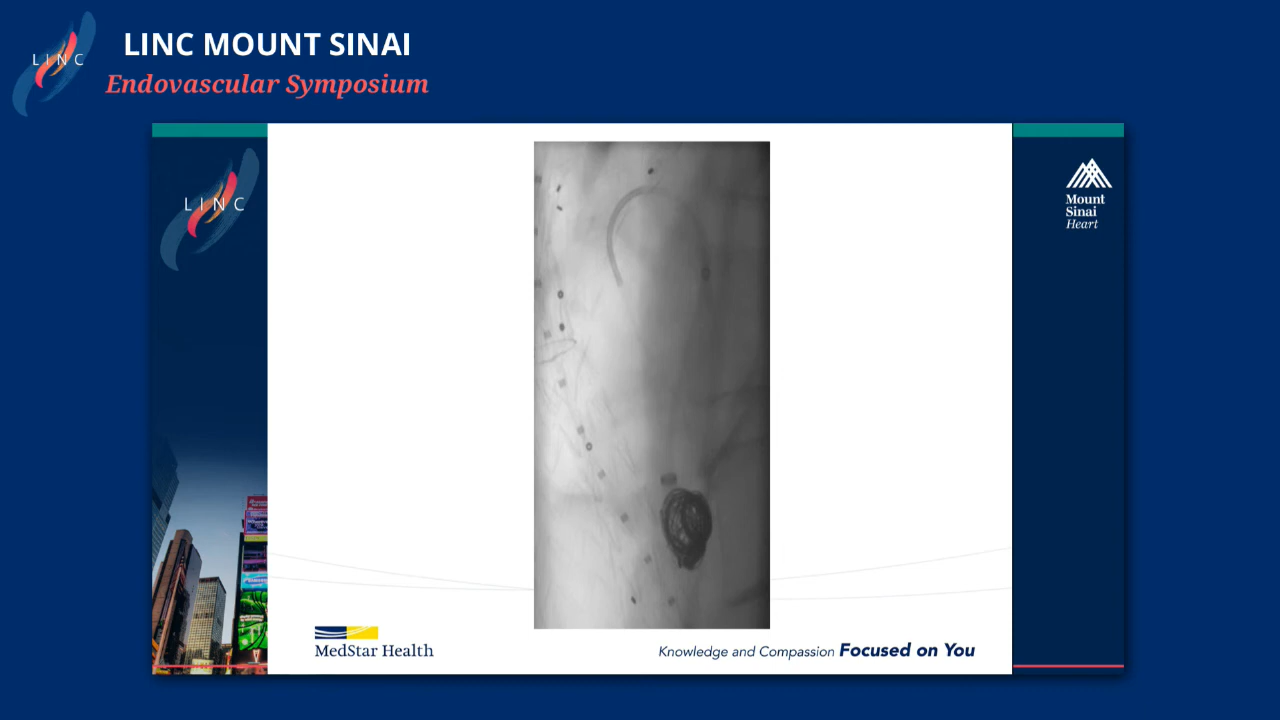 LINC
LINC MOUNT SINAI
Endovascular Symposium
LINC
Mount
Sinai
Heart
MedStar Health
Knowledge and Compassion Focused on You